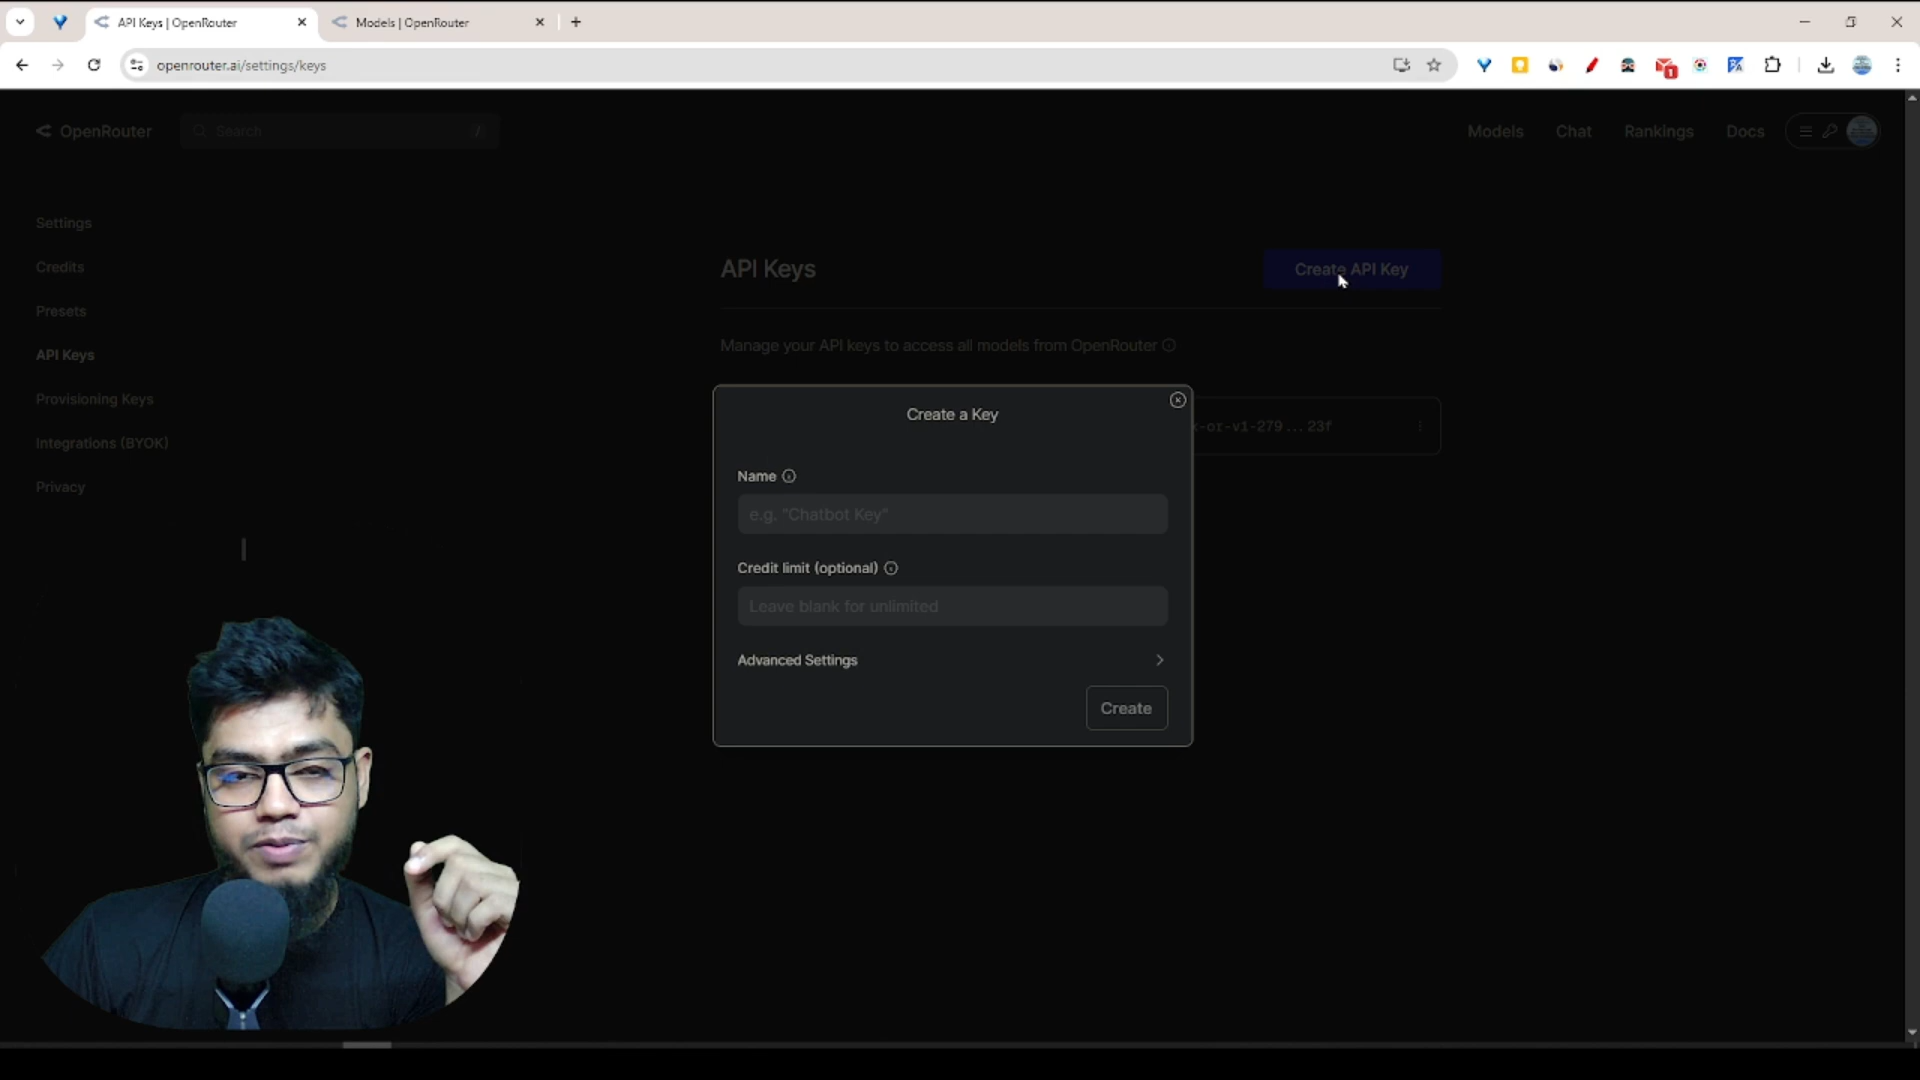 API Keys | OpenRouter
Models | OpenRouter
openrouter.ai/settings/keys
1
OpenRouter
Search
/
Models
Chat
Rankings
Docs
Settings
Credits
Presets
API Keys
Provisioning Keys
Integrations (BYOK)
Privacy
API Keys
Create API Key
Manage your API keys to access all models from OpenRouter
-or-v1-279...23f
Create a Key
Name
e.g. "Chatbot Key"
Credit limit (optional)
Leave blank for unlimited
Advanced Settings
Create